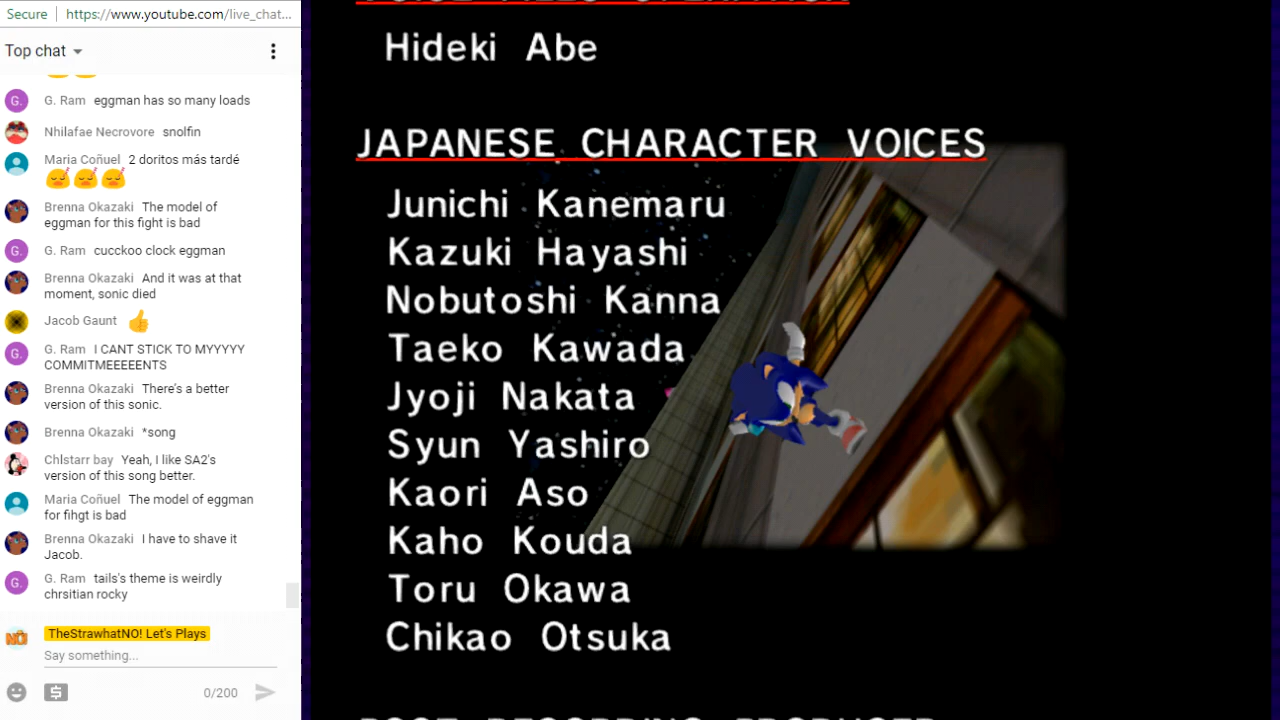 Secure
https://www.youtube.com/live_chat...
Top chat
G. Ram eggman has so many loads
Nhilafae Necrovore snolfin
Maria Coñuel 2 doritos más tardé
Brenna Okazaki The model of
eggman for this fight is bad
G. Ram cucckoo clock eggman
Brenna Okazaki And it was at that
moment, sonic died
Jacob Gaunt
G. Ram I CANT STICK TO MYYYYY
COMMITMEEEEENTS
Brenna Okazaki There's a better
version of this sonic.
Brenna Okazaki *song
Chlstarr bay Yeah, I like SA2's
version of this song better.
Maria Coñuel The model of eggman
for fihgt is bad
Brenna Okazaki I have to shave it
Jacob.
G. Ram tails's theme is weirdly
chrsitian rocky
NO!
TheStrawhatNO! Let's Plays
Say something...
0/200
Hideki Abe
JAPANESE CHARACTER VOICES
Junichi Kanemaru
Kazuki Hayashi
Nobutoshi Kanna
Taeko Kawada
Jyoji Nakata
Syun Yashiro
Kaori Aso
Kaho Kouda
Toru Okawa
Chikao Otsuka